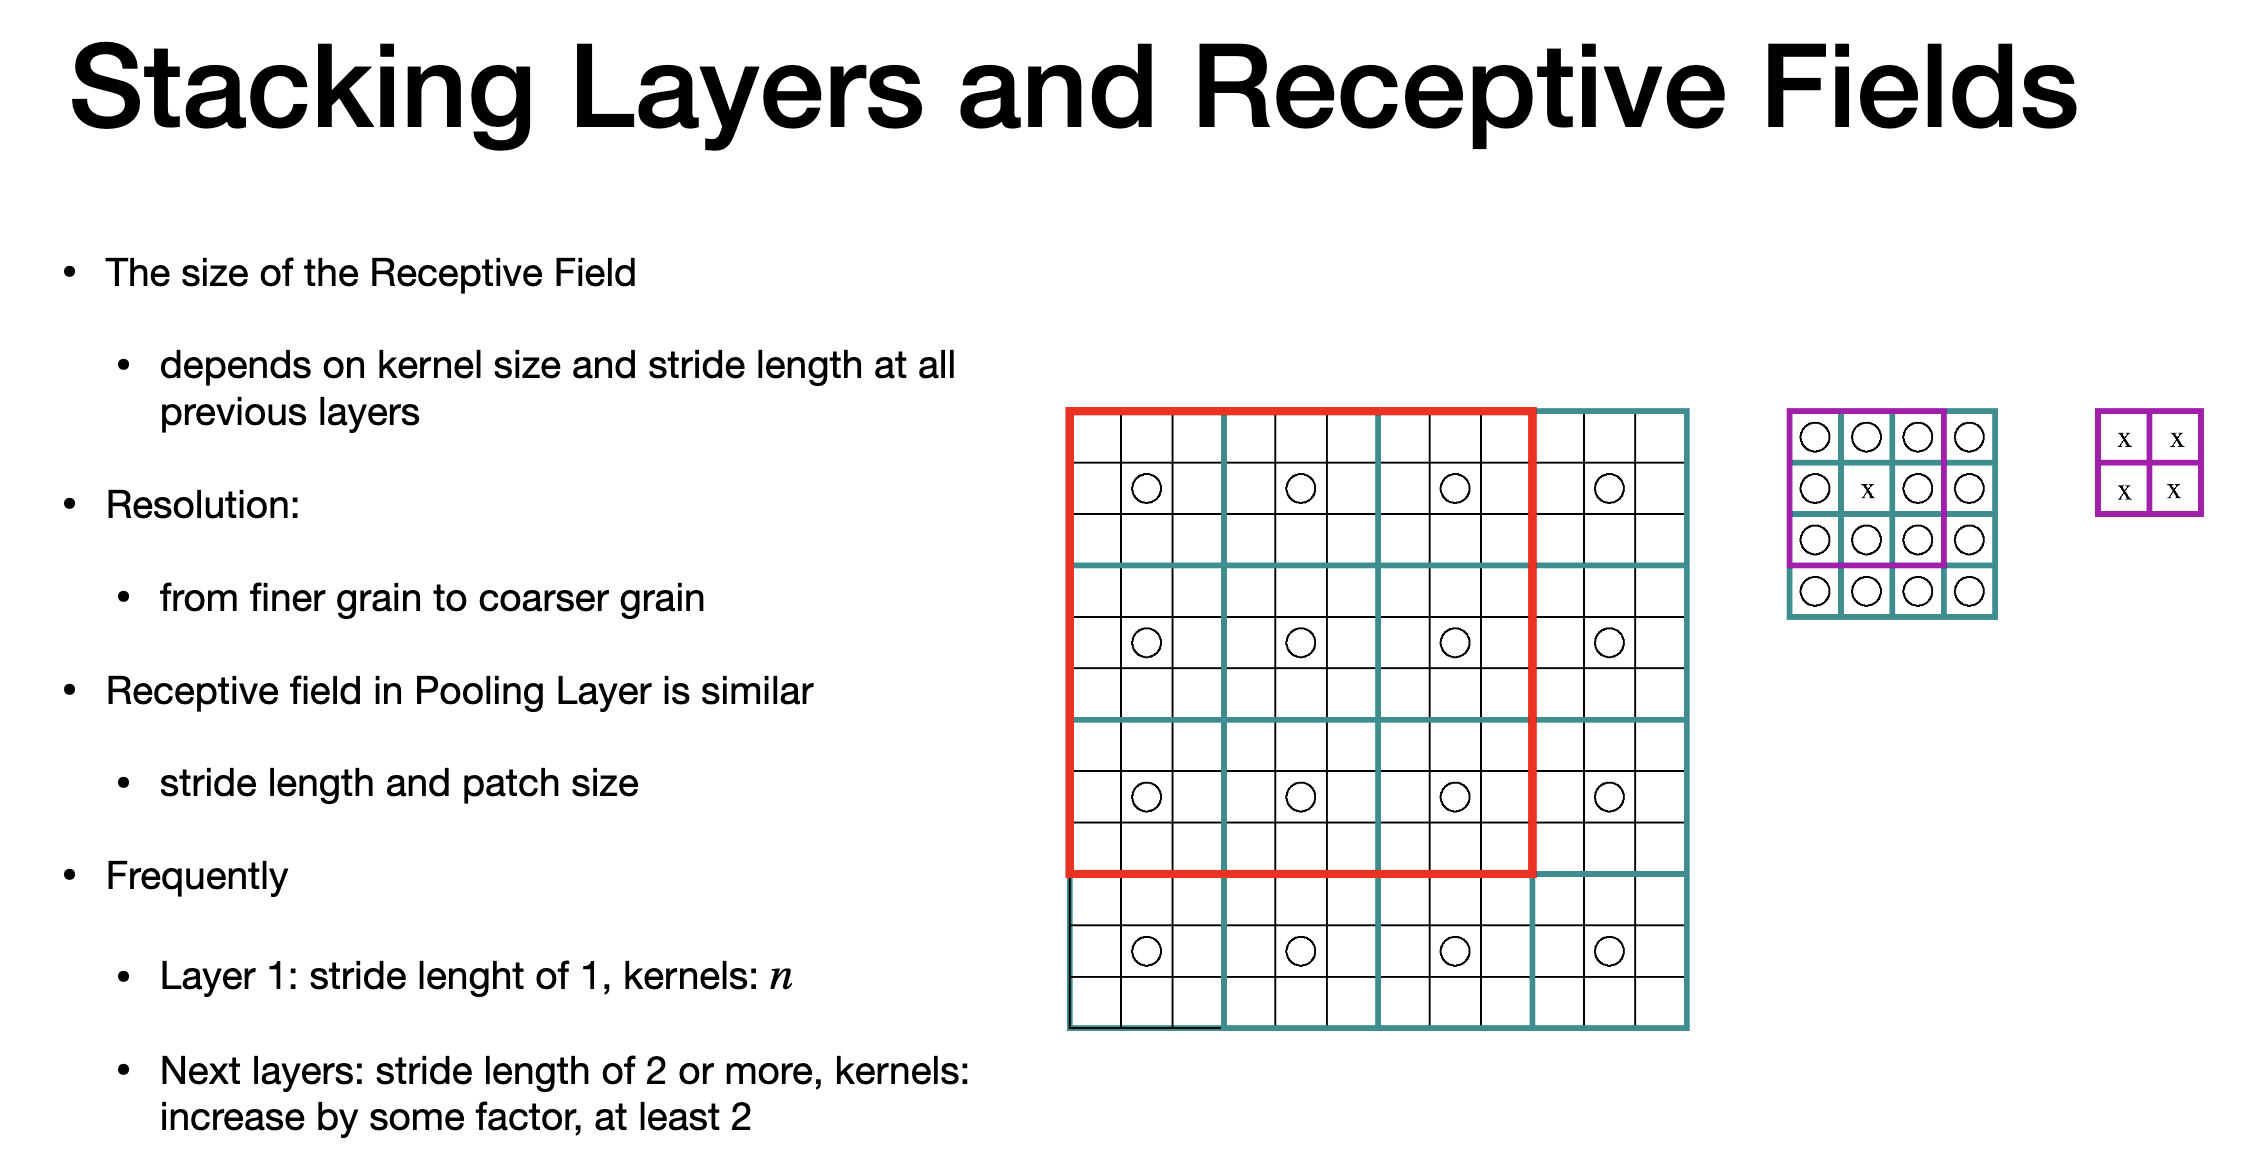 Stacking Layers and Receptive Fields
• The size of the Receptive Field
• depends on kernel size and stride length at all
previous layers
• Resolution:
• from finer grain to coarser grain
• Receptive field in Pooling Layer is similar
• stride length and patch size
• Frequently
• Layer 1: stride lenght of 1, kernels: n
• Next layers: stride length of 2 or more, kernels:
increase by some factor, at least 2
x
x x
x x